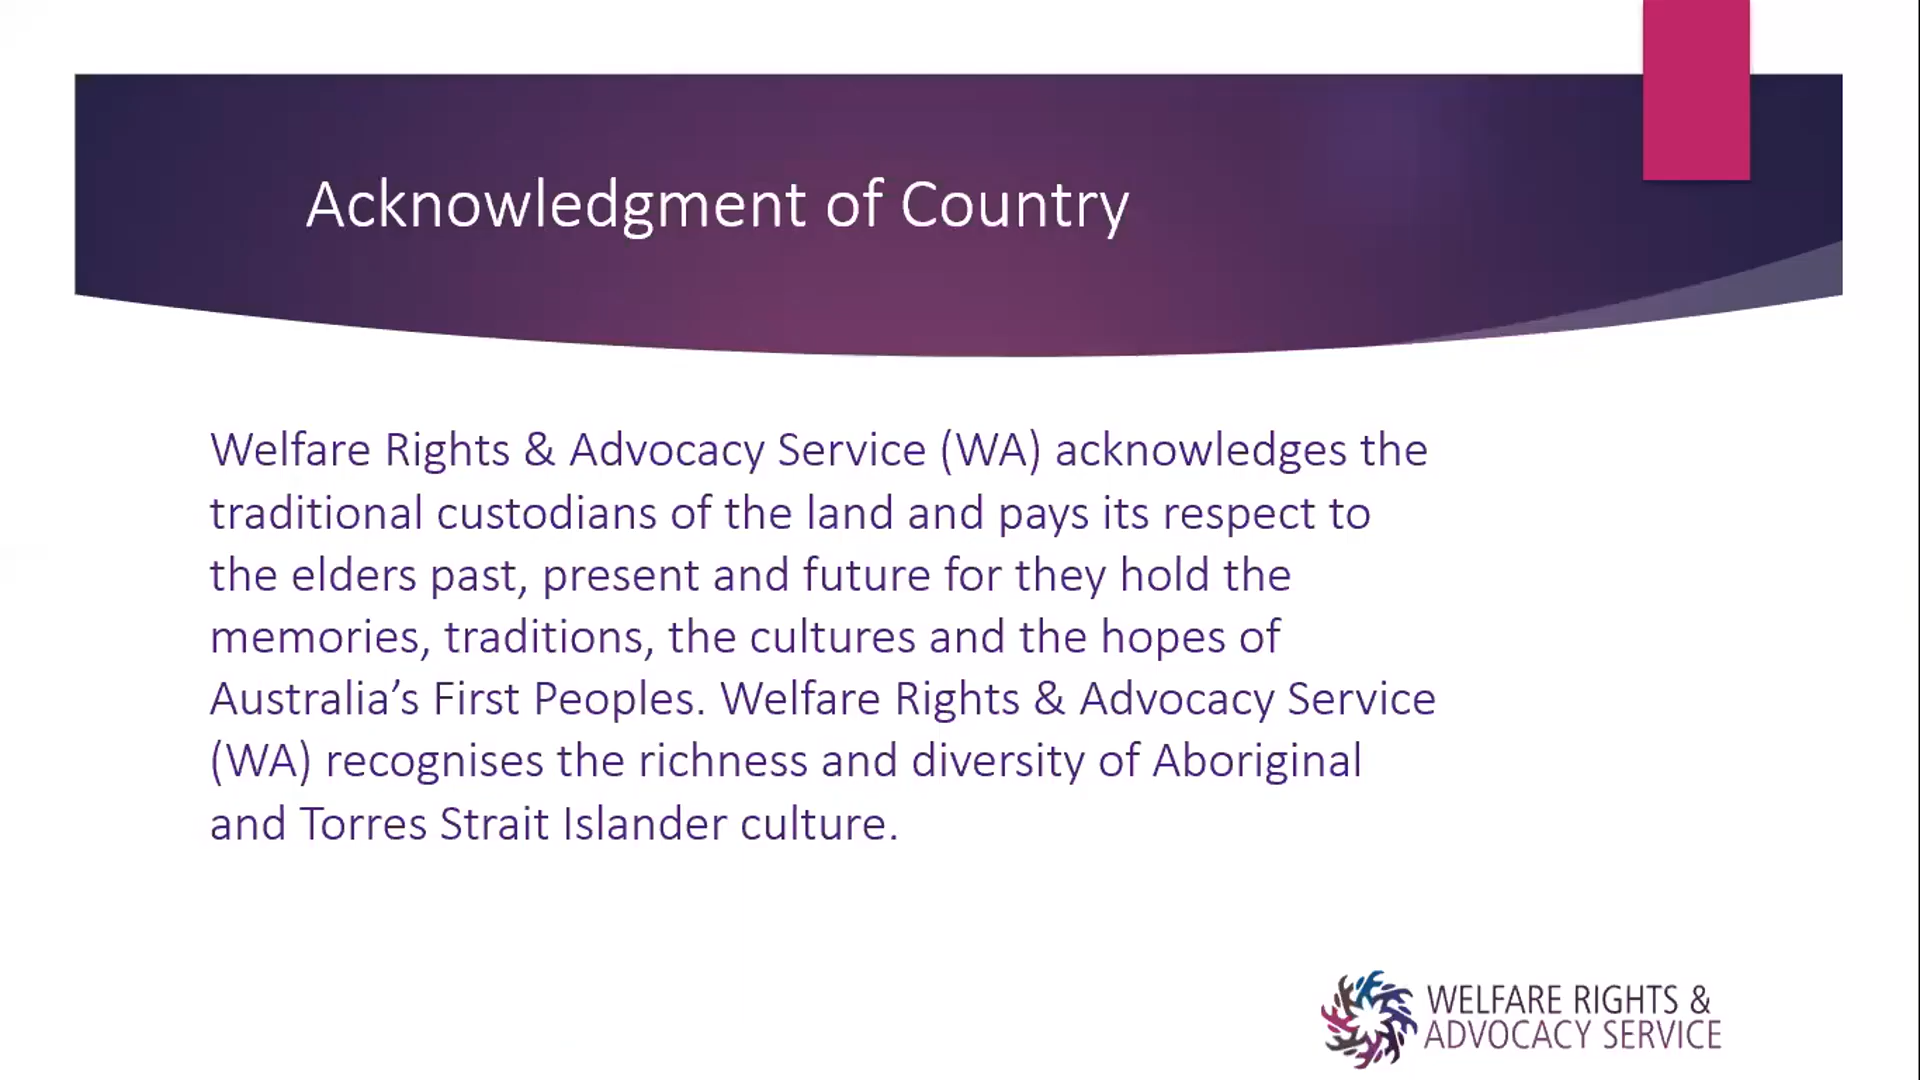 Acknowledgment of Country
Welfare Rights & Advocacy Service (WA) acknowledges the
traditional custodians of the land and pays its respect to
the elders past, present and future for they hold the
memories, traditions, the cultures and the hopes of
Australia’s First Peoples. Welfare Rights & Advocacy Service
(WA) recognises the richness and diversity of Aboriginal
and Torres Strait Islander culture.
WELFARE RIGHTS &
ADVOCACY SERVICE